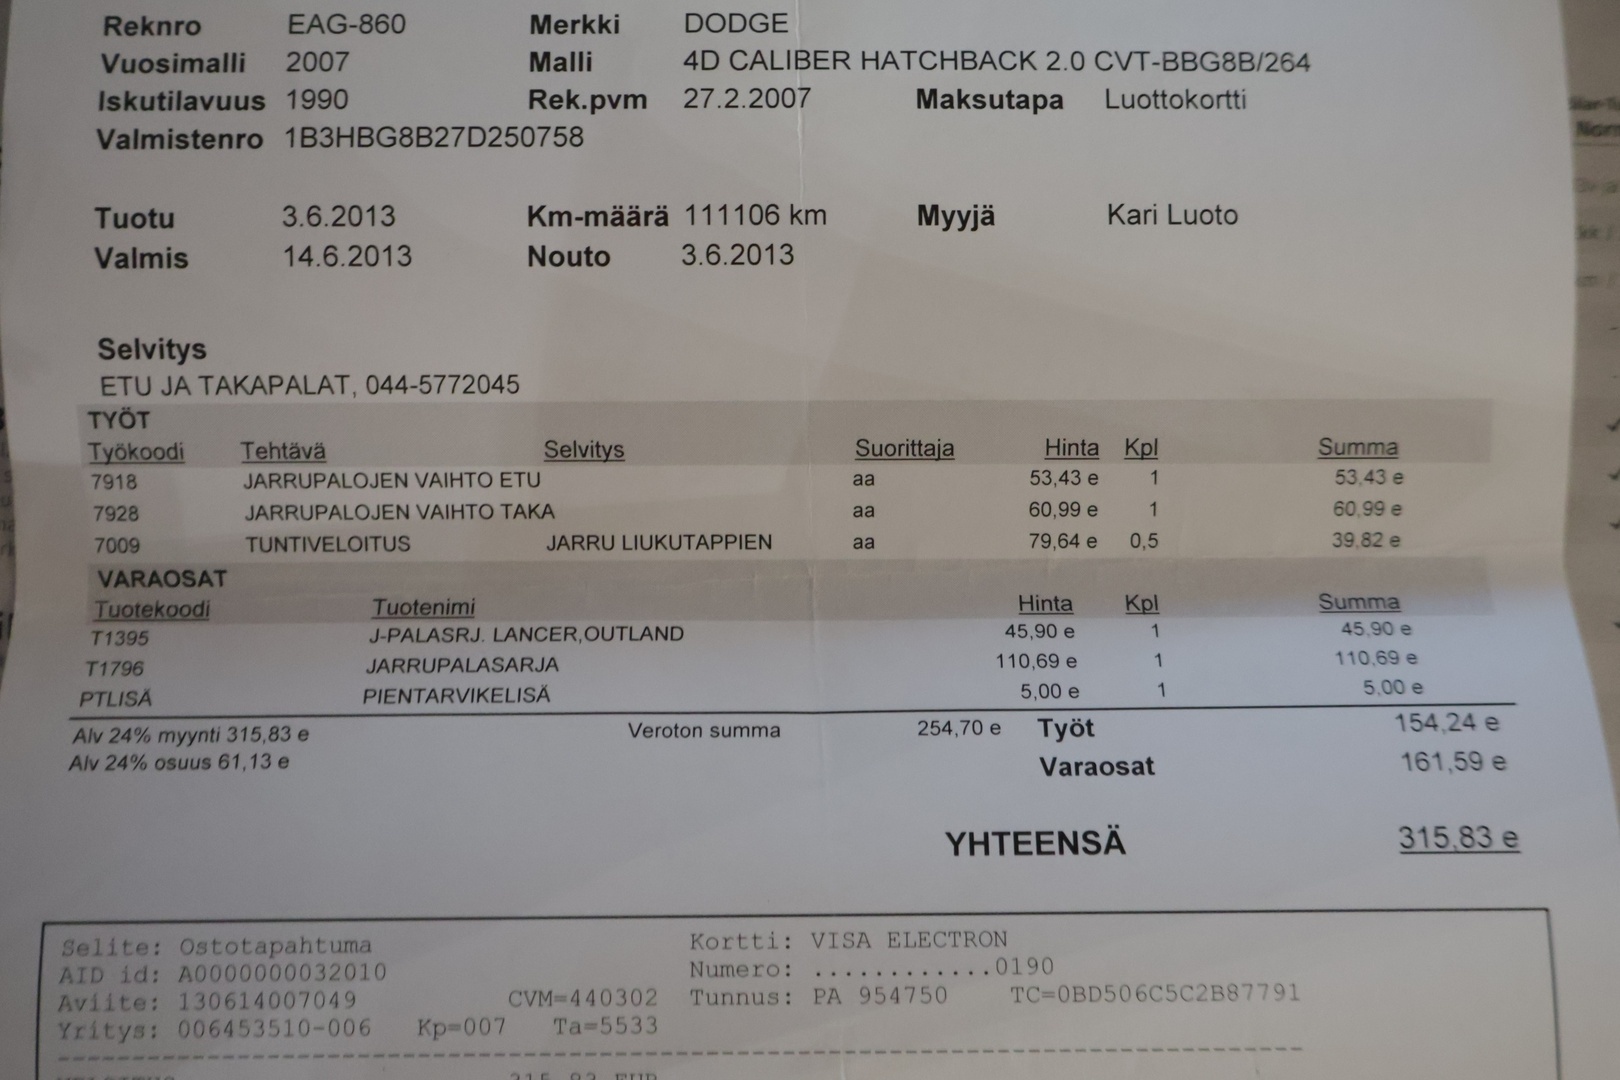 Reknro EAG-860 Merkki DODGE
Vuosimalli 2007 Malli 4D CALIBER HATCHBACK 2.0 CVT-BBG8B/264
Iskutilavuus 1990 Rek.pvm 27.2.2007 Maksutapa Luottokortti
Valmistenro 1B3HBG8B27D250758
Tuotu 3.6.2013 Km-määrä 111106 km Myyjä Kari Luoto
Valmis 14.6.2013 Nouto 3.6.2013
Selvitys
ETU JA TAKAPALAT, 044-5772045
TYÖT
Työkoodi Tehtävä Selvitys Suorittaja Hinta Kpl Summa
7918 JARRUPALOJEN VAIHTO ETU aa 53,43 e 1 53,43 e
7928 JARRUPALOJEN VAIHTO TAKA aa 60,99 e 1 60,99 e
7009 TUNTIVELOITUS JARRU LIUKUTAPPIEN aa 79,64 e 0,5 39,82 e
VARAOSAT
Tuotekoodi Tuotenimi Hinta Kpl Summa
T1395 J-PALASRJ. LANCER,OUTLAND 45,90 e 1 45,90 e
T1796 JARRUPALASARJA 110,69 e 1 110,69 e
PTLISÄ PIENTARVIKELISÄ 5,00 e 1 5,00 e
Alv 24% myynti 315,83 e Veroton summa 254,70 e Työt 154,24 e
Alv 24% osuus 61,13 e Varaosat 161,59 e
YHTEENSÄ 315,83 e
Selite: Ostotapahtuma Kortti: VISA ELECTRON
AID id: A0000000032010 Numero: ............0190
Aviite: 130614007049 CVM=440302 Tunnus: PA 954750 TC=0BD506C5C2B87791
Yritys: 006453510-006 Kp=007 Ta=5533